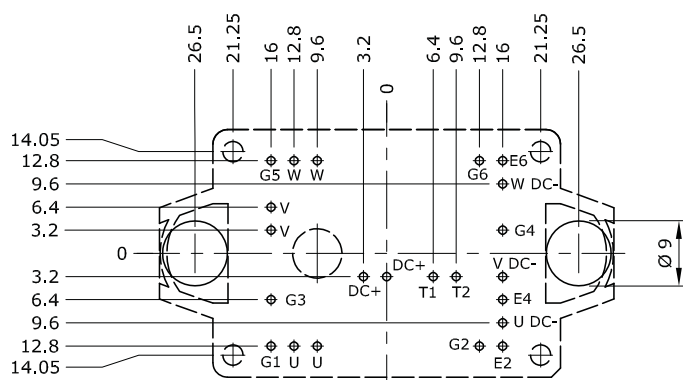 26.5 21.25 16 12.8 9.6 3.2 0 6.4 9.6 12.8 16 21.25 26.5
14.05
12.8 G5 W W G6 E6
9.6 W DC-
6.4 V
3.2 V G4
0 Ø 9
DC+ V DC-
3.2 DC+ T1 T2
6.4 G3 E4
9.6 U DC-
12.8 G1 U U G2 E2
14.05